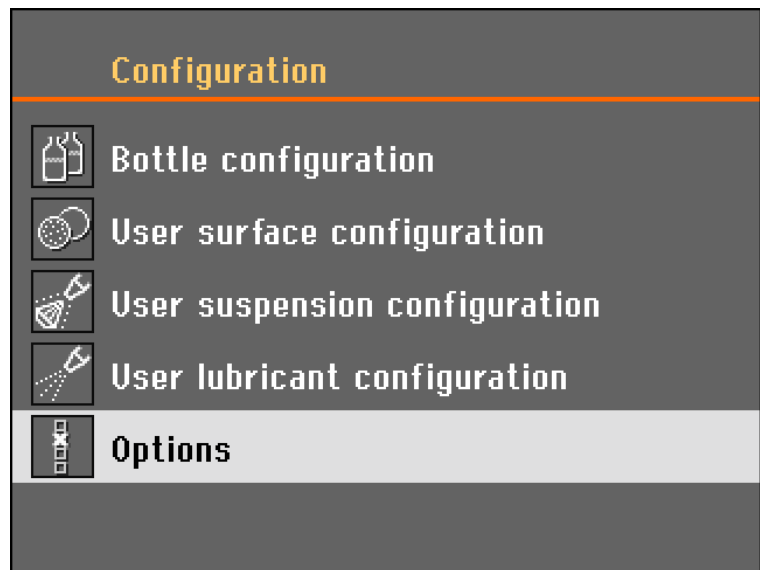 Configuration
Bottle configuration
User surface configuration
User suspension configuration
User lubricant configuration
Options